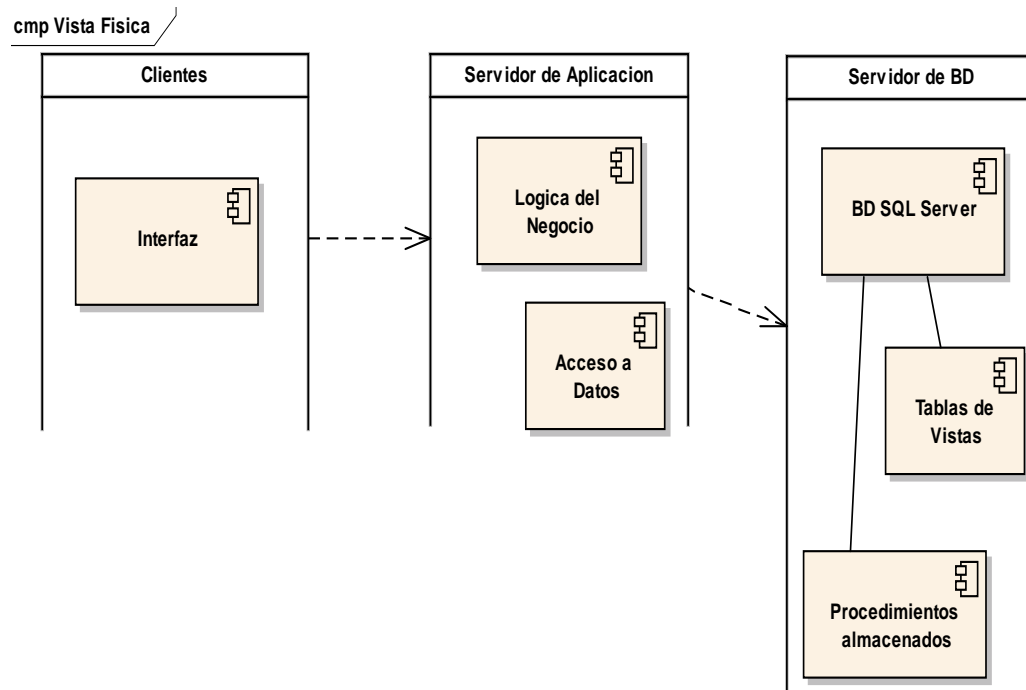 cmp Vista Fisica
Clientes
Interfaz
Servidor de Aplicacion
Logica del
Negocio
Acceso a
Datos
Servidor de BD
BD SQL Server
Tablas de
Vistas
Procedimientos
almacenados